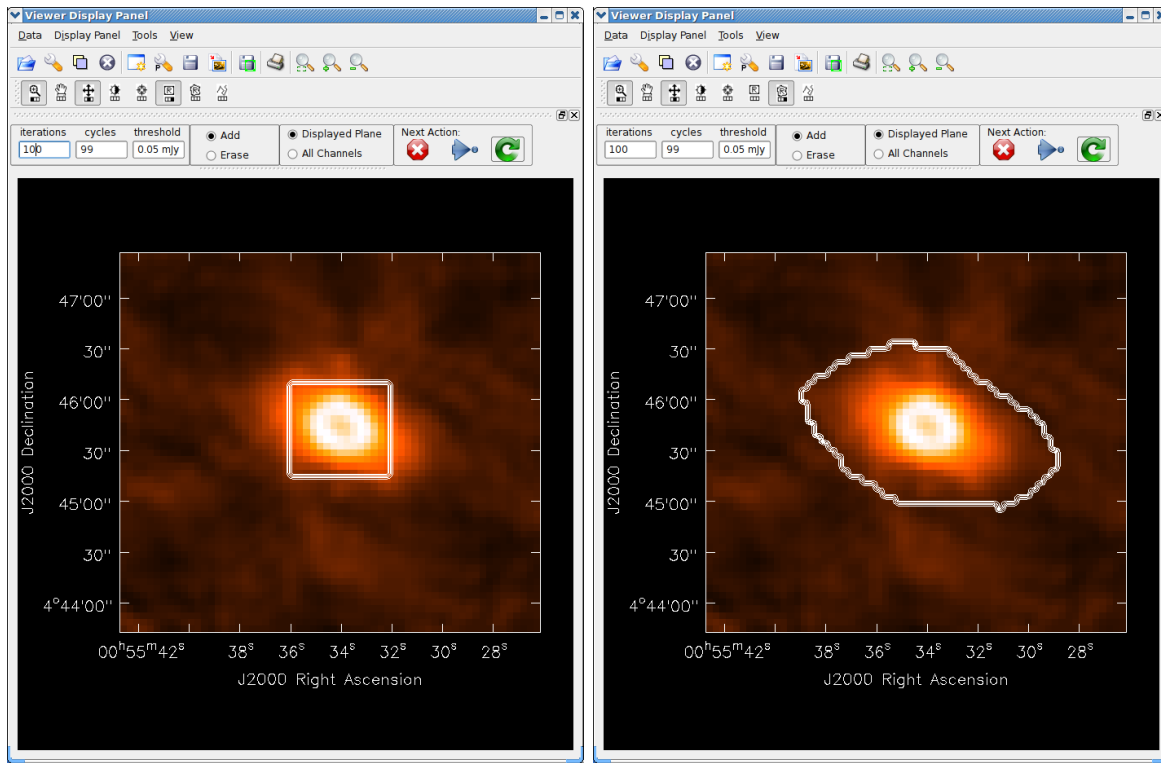 Viewer Display Panel
Data Display Panel Tools View
iterations cycles threshold
100 99 0.05 mJy
Add
Erase
Displayed Plane
All Channels
Next Action:
47'00"
30"
46'00"
30"
45'00"
30"
4°44'00"
J2000 Declination
00ʰ55ᵐ42ˢ 38ˢ 36ˢ 34ˢ 32ˢ 30ˢ 28ˢ
J2000 Right Ascension
Viewer Display Panel
Data Display Panel Tools View
iterations cycles threshold
100 99 0.05 mJy
Add
Erase
Displayed Plane
All Channels
Next Action:
47'00"
30"
46'00"
30"
45'00"
30"
4°44'00"
J2000 Declination
00ʰ55ᵐ42ˢ 38ˢ 36ˢ 34ˢ 32ˢ 30ˢ 28ˢ
J2000 Right Ascension